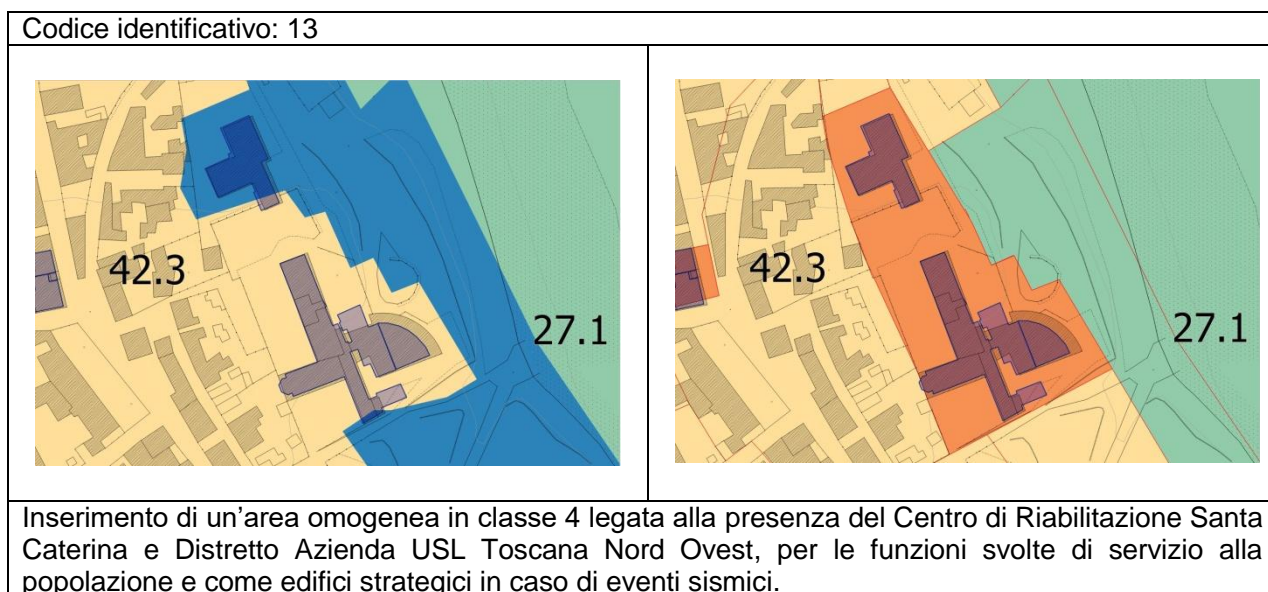 Codice identificativo: 13
42.3
27.1
42.3
27.1
Inserimento di un’area omogenea in classe 4 legata alla presenza del Centro di Riabilitazione Santa
Caterina e Distretto Azienda USL Toscana Nord Ovest, per le funzioni svolte di servizio alla
popolazione e come edifici strategici in caso di eventi sismici.